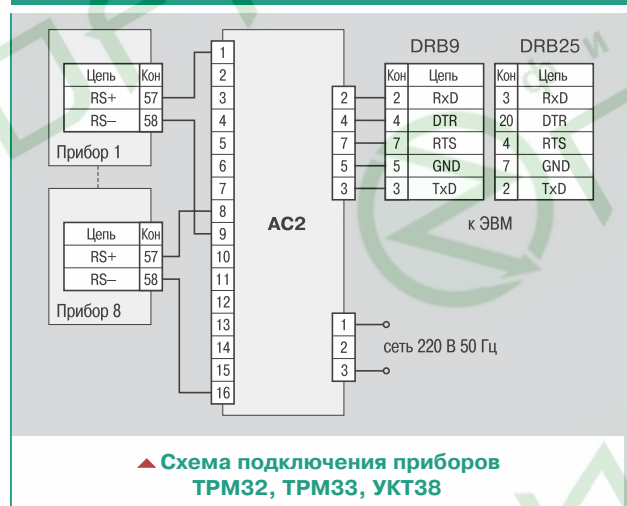 DRB9
DRB25
Цепь Кон
RS+ 57
RS– 58
Прибор 1
Цепь Кон
RS+ 57
RS– 58
Прибор 8
1
2
3
4
5
6
7
8
9
10
11
12
13
14
15
16
АС2
2
4
7
5
3
Кон Цепь
2 RxD
4 DTR
7 RTS
5 GND
3 TxD
Кон Цепь
3 RxD
20 DTR
4 RTS
7 GND
2 TxD
к ЭВМ
1
2
3
сеть 220 В 50 Гц
Схема подключения приборов
ТРМ32, ТРМ33, УКТ38